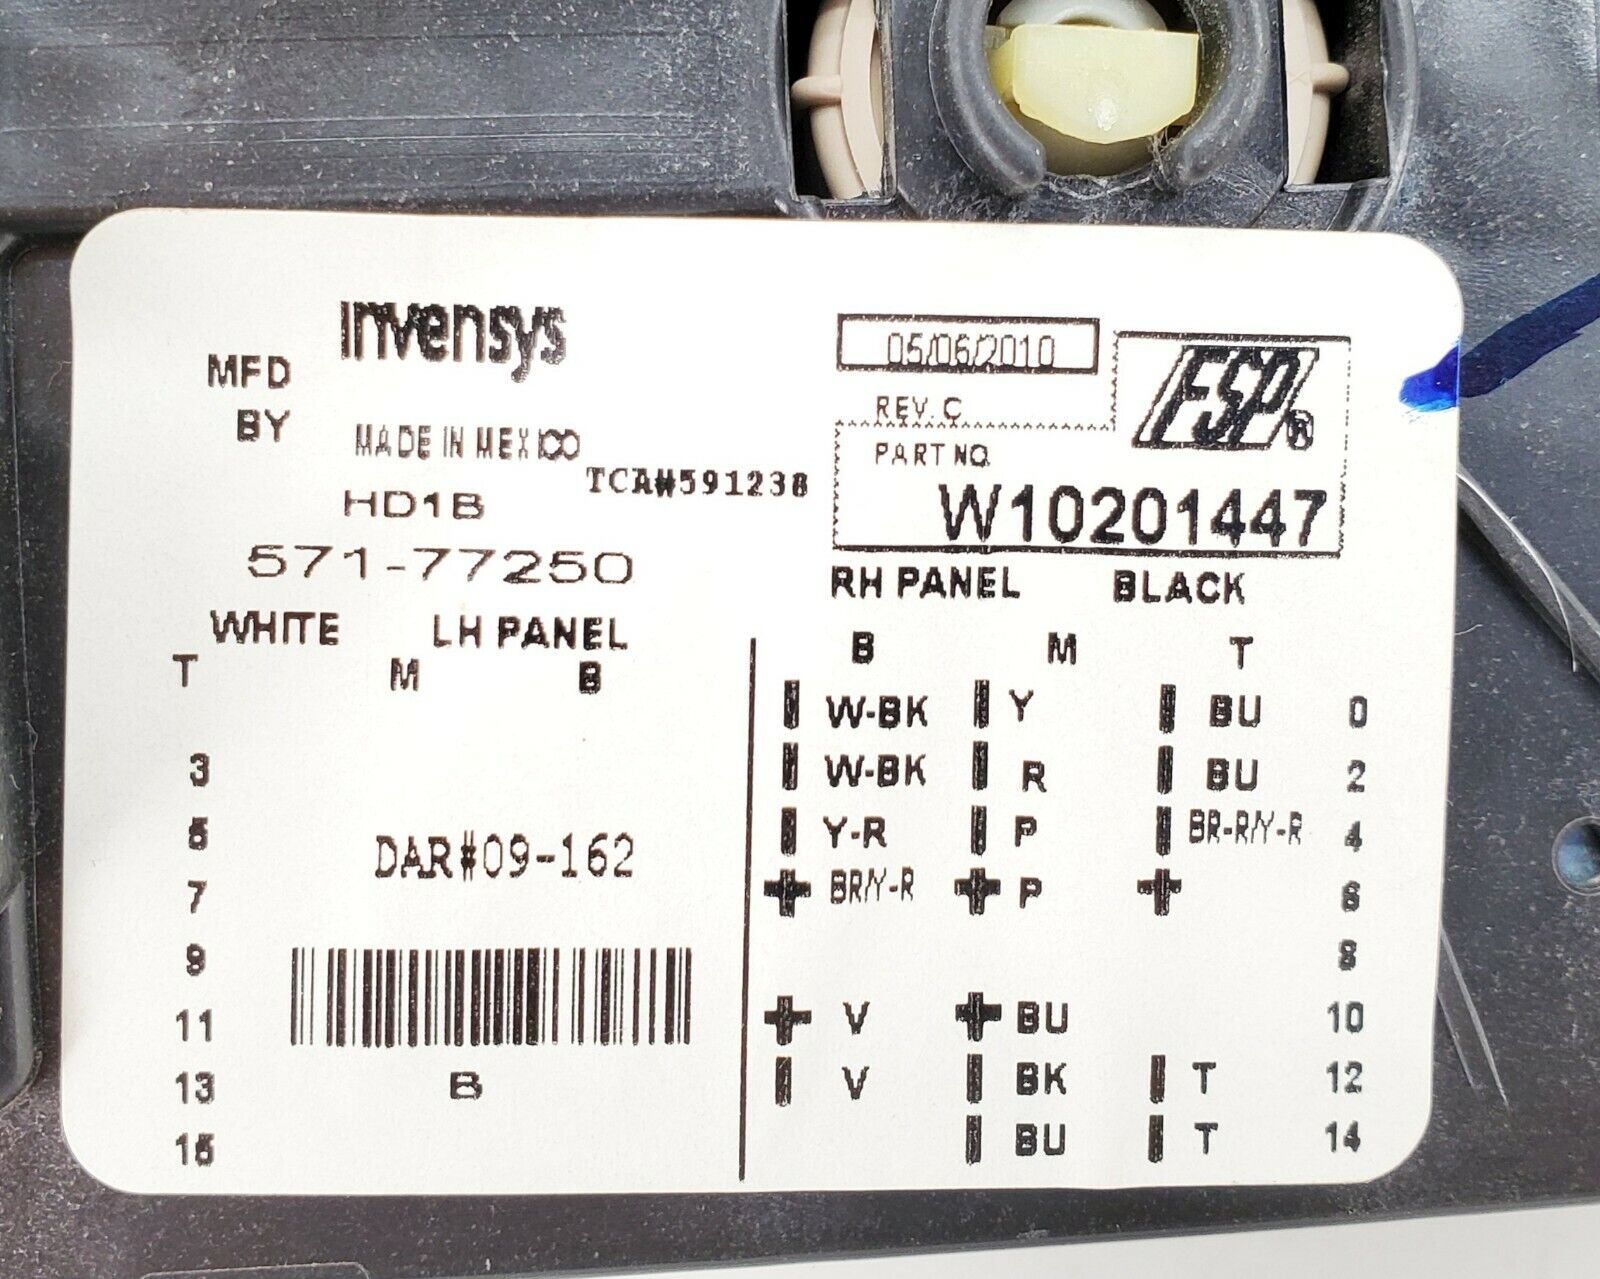 invensys
MFD
BY
MADE IN MEXICO
TCA#591238
HD1B
571-77250
WHITE LH PANEL
T M B
3
5
7
9
11
13
15
DAR#09-162
B
05/06/2010
REV. C
FSP®
PART NO.
W10201447
RH PANEL BLACK
B M T
W-BK Y BU 0
W-BK R BU 2
Y-R P BR-R/Y-R 4
+ BR/Y-R + P + 6
8
+ V + BU 10
V BK T 12
BU T 14